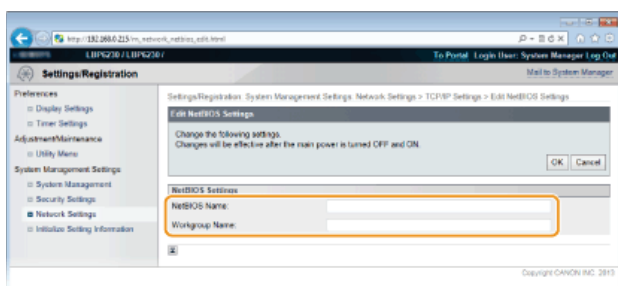 http://192.168.0.215/m_network_netbios_edit.html
LBP6230 / LBP6230 /
To Portal Login User: System Manager Log Out
Settings/Registration
Mail to System Manager
Preferences
Display Settings
Timer Settings
Adjustment/Maintenance
Utility Menu
System Management Settings
System Management
Security Settings
Network Settings
Initialize Setting Information
Settings/Registration: System Management Settings: Network Settings > TCP/IP Settings > Edit NetBIOS Settings
Edit NetBIOS Settings
Change the following settings.
Changes will be effective after the main power is turned OFF and ON.
OK Cancel
NetBIOS Settings
NetBIOS Name:
Workgroup Name:
Copyright CANON INC. 2013